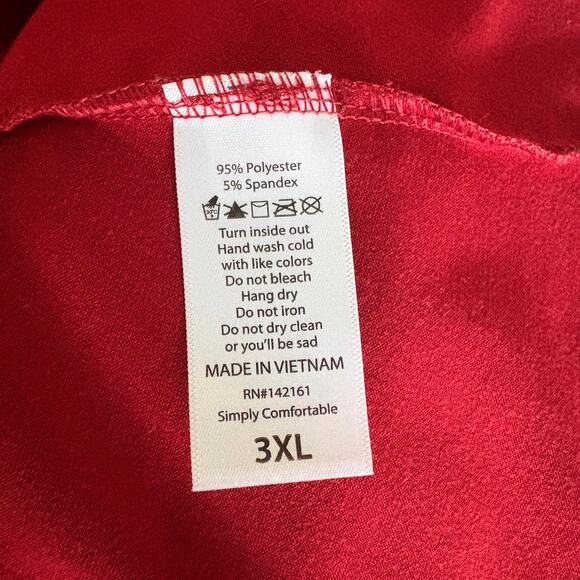 95% Polyester
5% Spandex
30°C
Turn inside out
Hand wash cold
with like colors
Do not bleach
Hang dry
Do not iron
Do not dry clean
or you'll be sad
MADE IN VIETNAM
RN#142161
Simply Comfortable
3XL